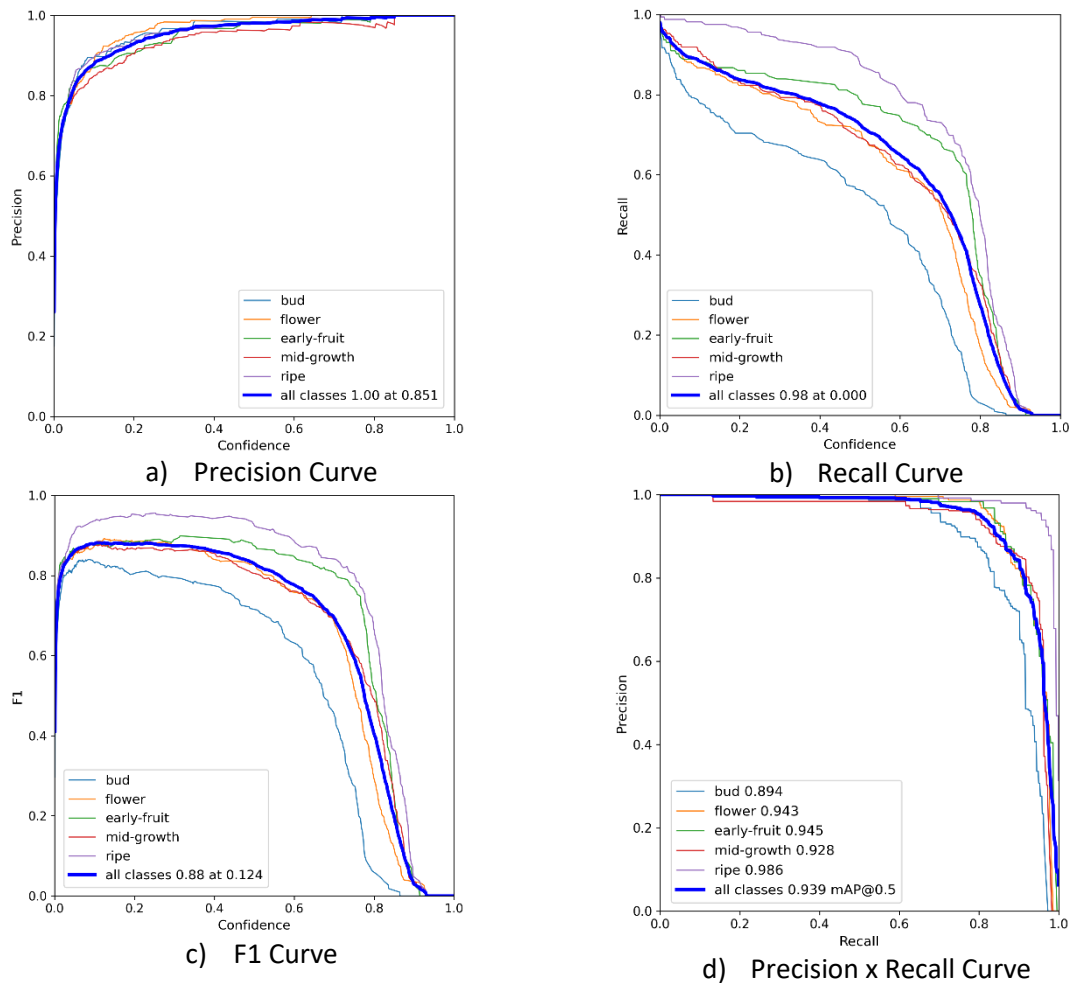 1.0
0.8
0.6
0.4
0.2
0.0
Precision
bud
flower
early-fruit
mid-growth
ripe
all classes 1.00 at 0.851
0.0 0.2 0.4 0.6 0.8 1.0
Confidence
a) Precision Curve
1.0
0.8
0.6
0.4
0.2
0.0
Recall
bud
flower
early-fruit
mid-growth
ripe
all classes 0.98 at 0.000
0.0 0.2 0.4 0.6 0.8 1.0
Confidence
b) Recall Curve
1.0
0.8
0.6
0.4
0.2
0.0
F1
bud
flower
early-fruit
mid-growth
ripe
all classes 0.88 at 0.124
0.0 0.2 0.4 0.6 0.8 1.0
Confidence
c) F1 Curve
1.0
0.8
0.6
0.4
0.2
0.0
Precision
bud 0.894
flower 0.943
early-fruit 0.945
mid-growth 0.928
ripe 0.986
all classes 0.939 mAP@0.5
0.0 0.2 0.4 0.6 0.8 1.0
Recall
d) Precision x Recall Curve